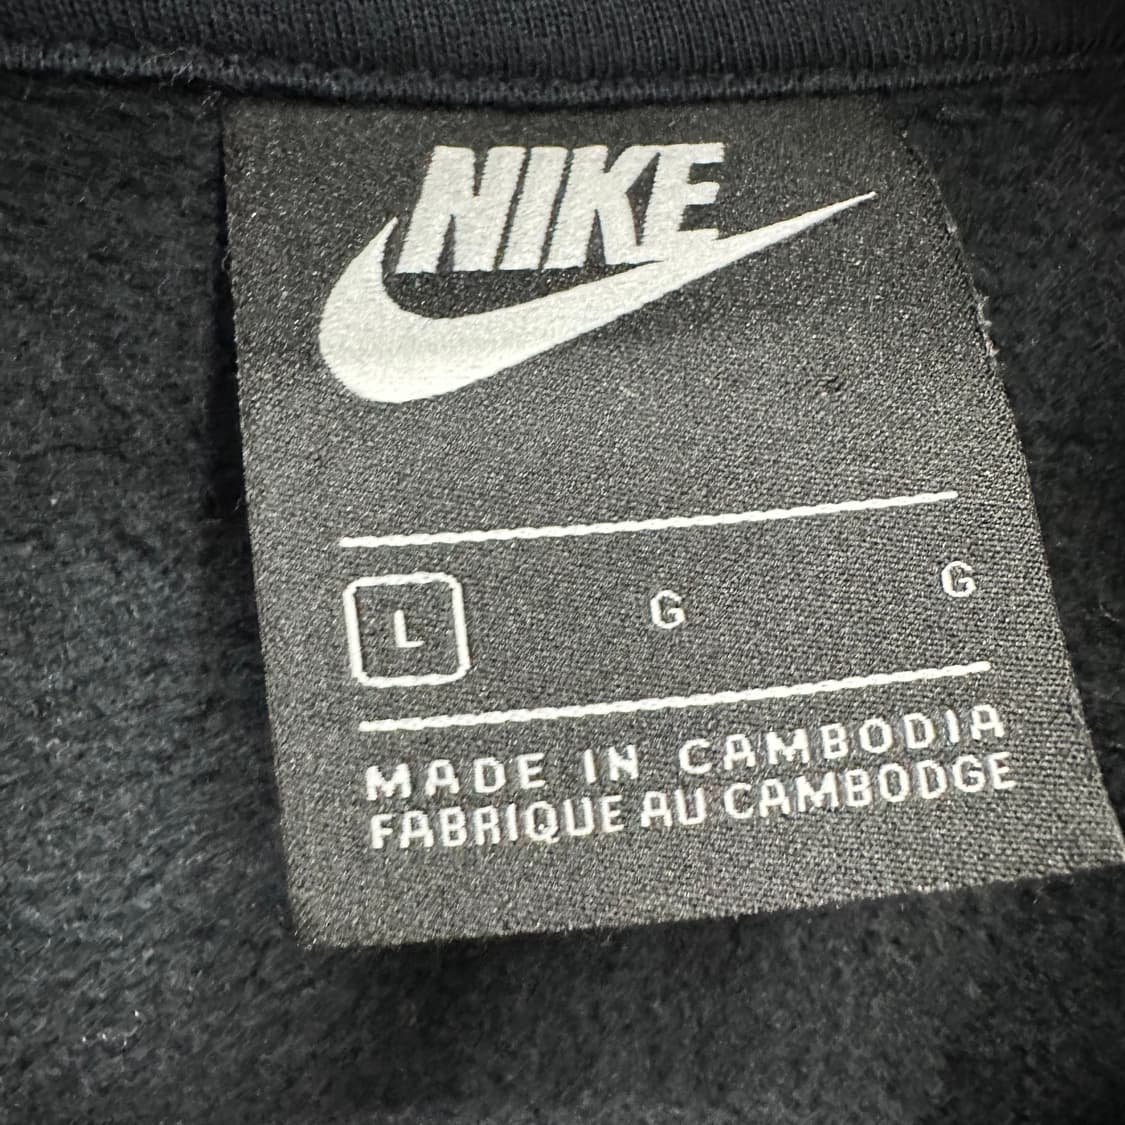 NIKE
L G G
MADE IN CAMBODIA
FABRIQUE AU CAMBODGE